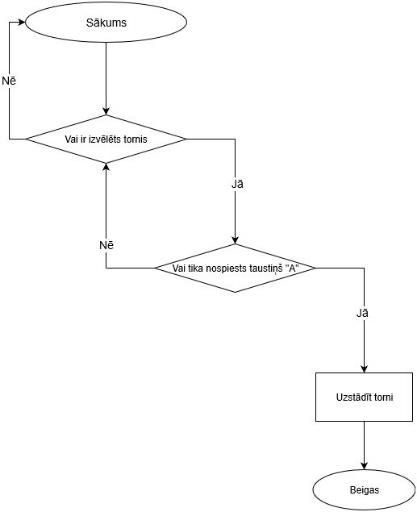 Sākums
Nē
Vai ir izvēlēts tornis
Jā
Nē
Vai tika nospiests taustiņš "A"
Jā
Uzstādīt torni
Beigas